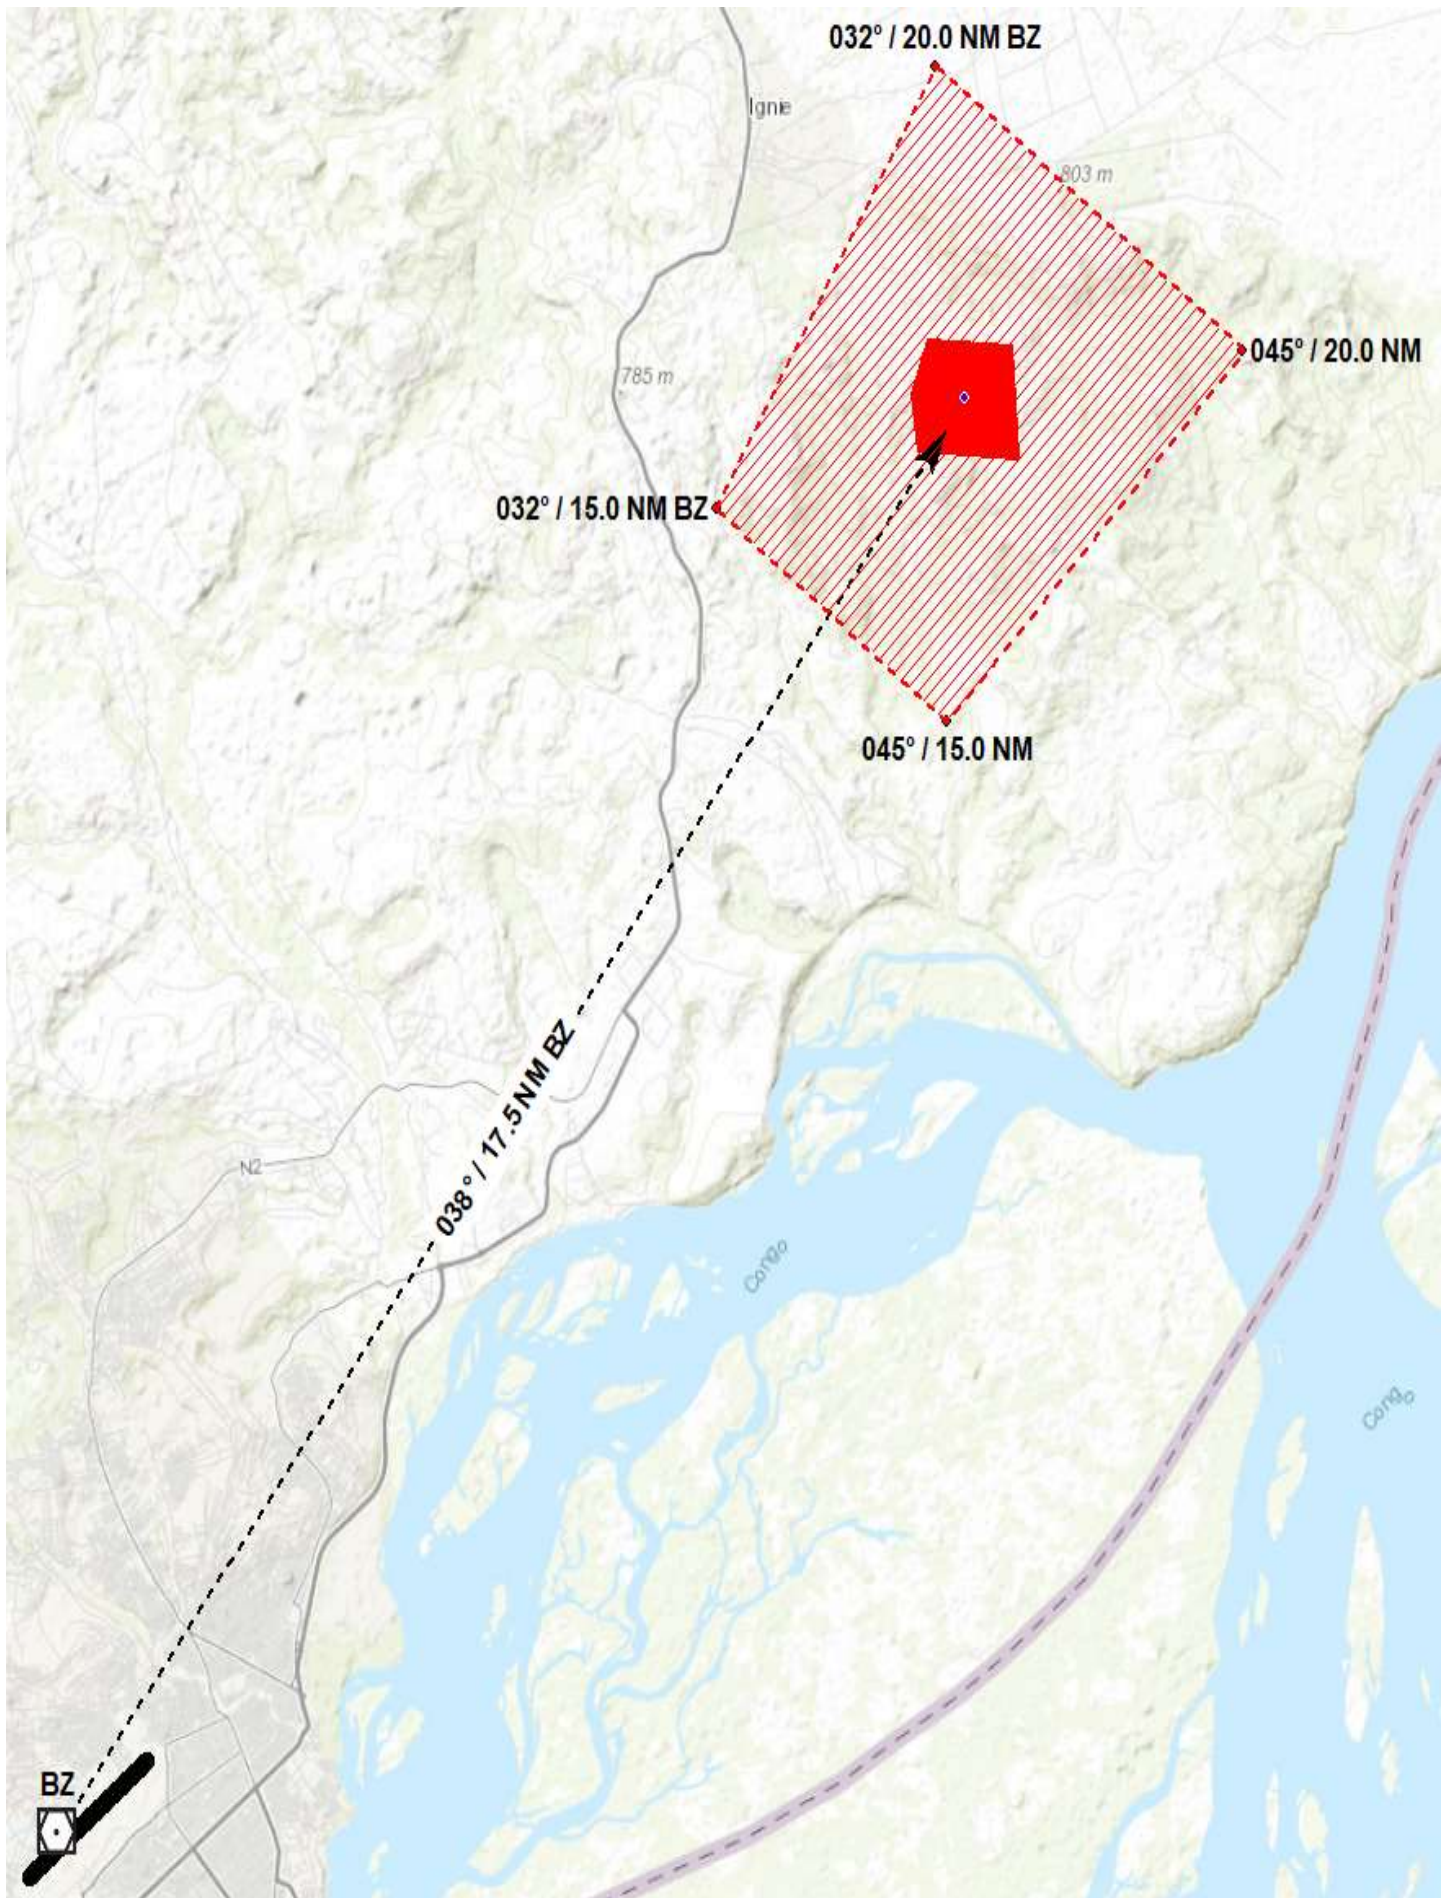 032° / 20.0 NM BZ
Ignie
803 m
045° / 20.0 NM
785 m
032° / 15.0 NM BZ
045° / 15.0 NM
038° / 17.5 NM BZ
N2
Congo
Congo
BZ